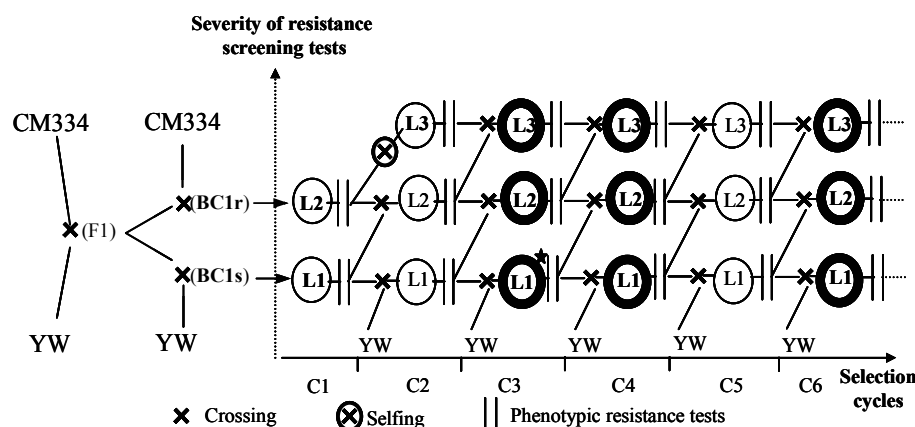 Severity of resistance
screening tests
CM334 CM334
L3 L3 L3 L3 L3
(BC1r) L2 L2 L2 L2 L2 L2
(F1)
(BC1s) L1 L1 L1 L1 L1 L1
YW YW YW YW YW YW YW
C1 C2 C3 C4 C5 C6 Selection
cycles
Crossing Selfing Phenotypic resistance tests